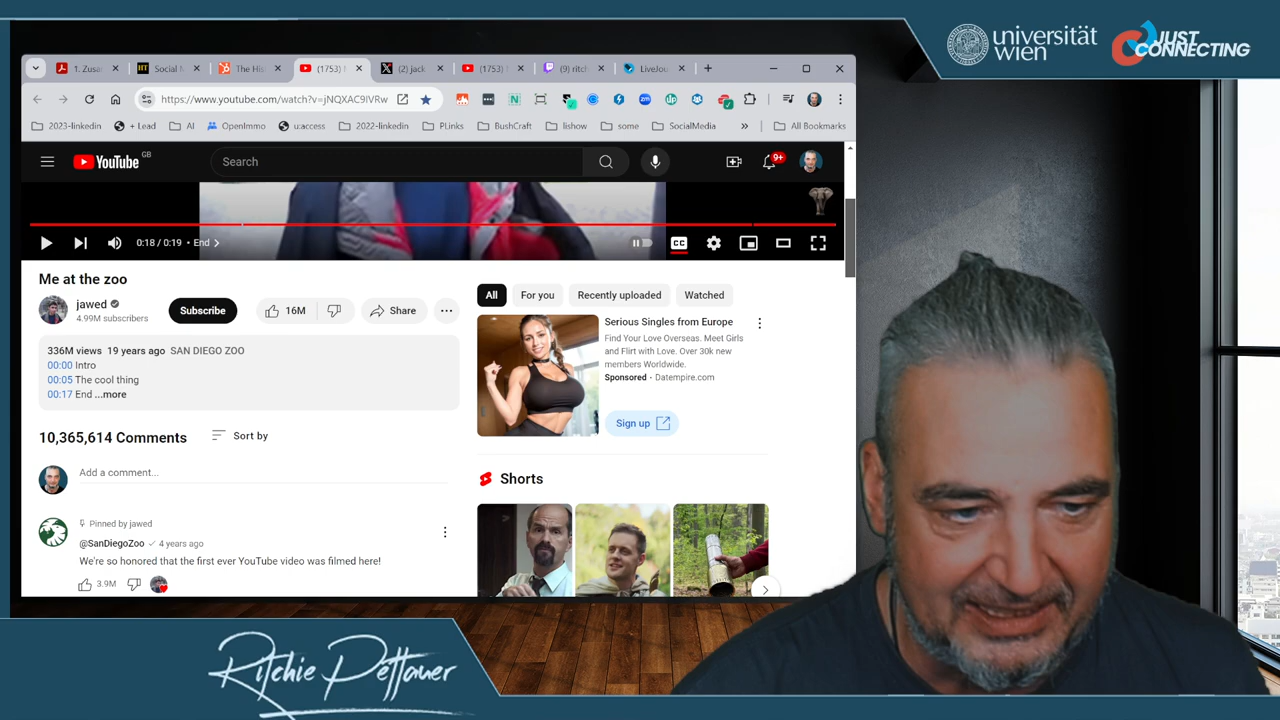 universität
wien
JUST
CONNECTING
1. Zusa
HT
Social M
The His
(1753) M
(2) jack
(1753) M
(9) ritch
LiveJou
https://www.youtube.com/watch?v=jNQXAC9IVRw
2023-linkedin
+ Lead
AI
OpenImmo
u:access
2022-linkedin
PLinks
BushCraft
lishow
some
SocialMedia
All Bookmarks
YouTube GB
Search
9+
0:18 / 0:19 • End
CC
Me at the zoo
jawed
4.99M subscribers
Subscribe
16M
Share
336M views 19 years ago SAN DIEGO ZOO
00:00 Intro
00:05 The cool thing
00:17 End ...more
10,365,614 Comments
Sort by
Add a comment...
Pinned by jawed
@SanDiegoZoo 4 years ago
We're so honored that the first ever YouTube video was filmed here!
3.9M
All
For you
Recently uploaded
Watched
Serious Singles from Europe
Find Your Love Overseas. Meet Girls
and Flirt with Love. Over 30k new
members Worldwide.
Sponsored · Datempire.com
Sign up
Shorts
Ritchie Pettauer